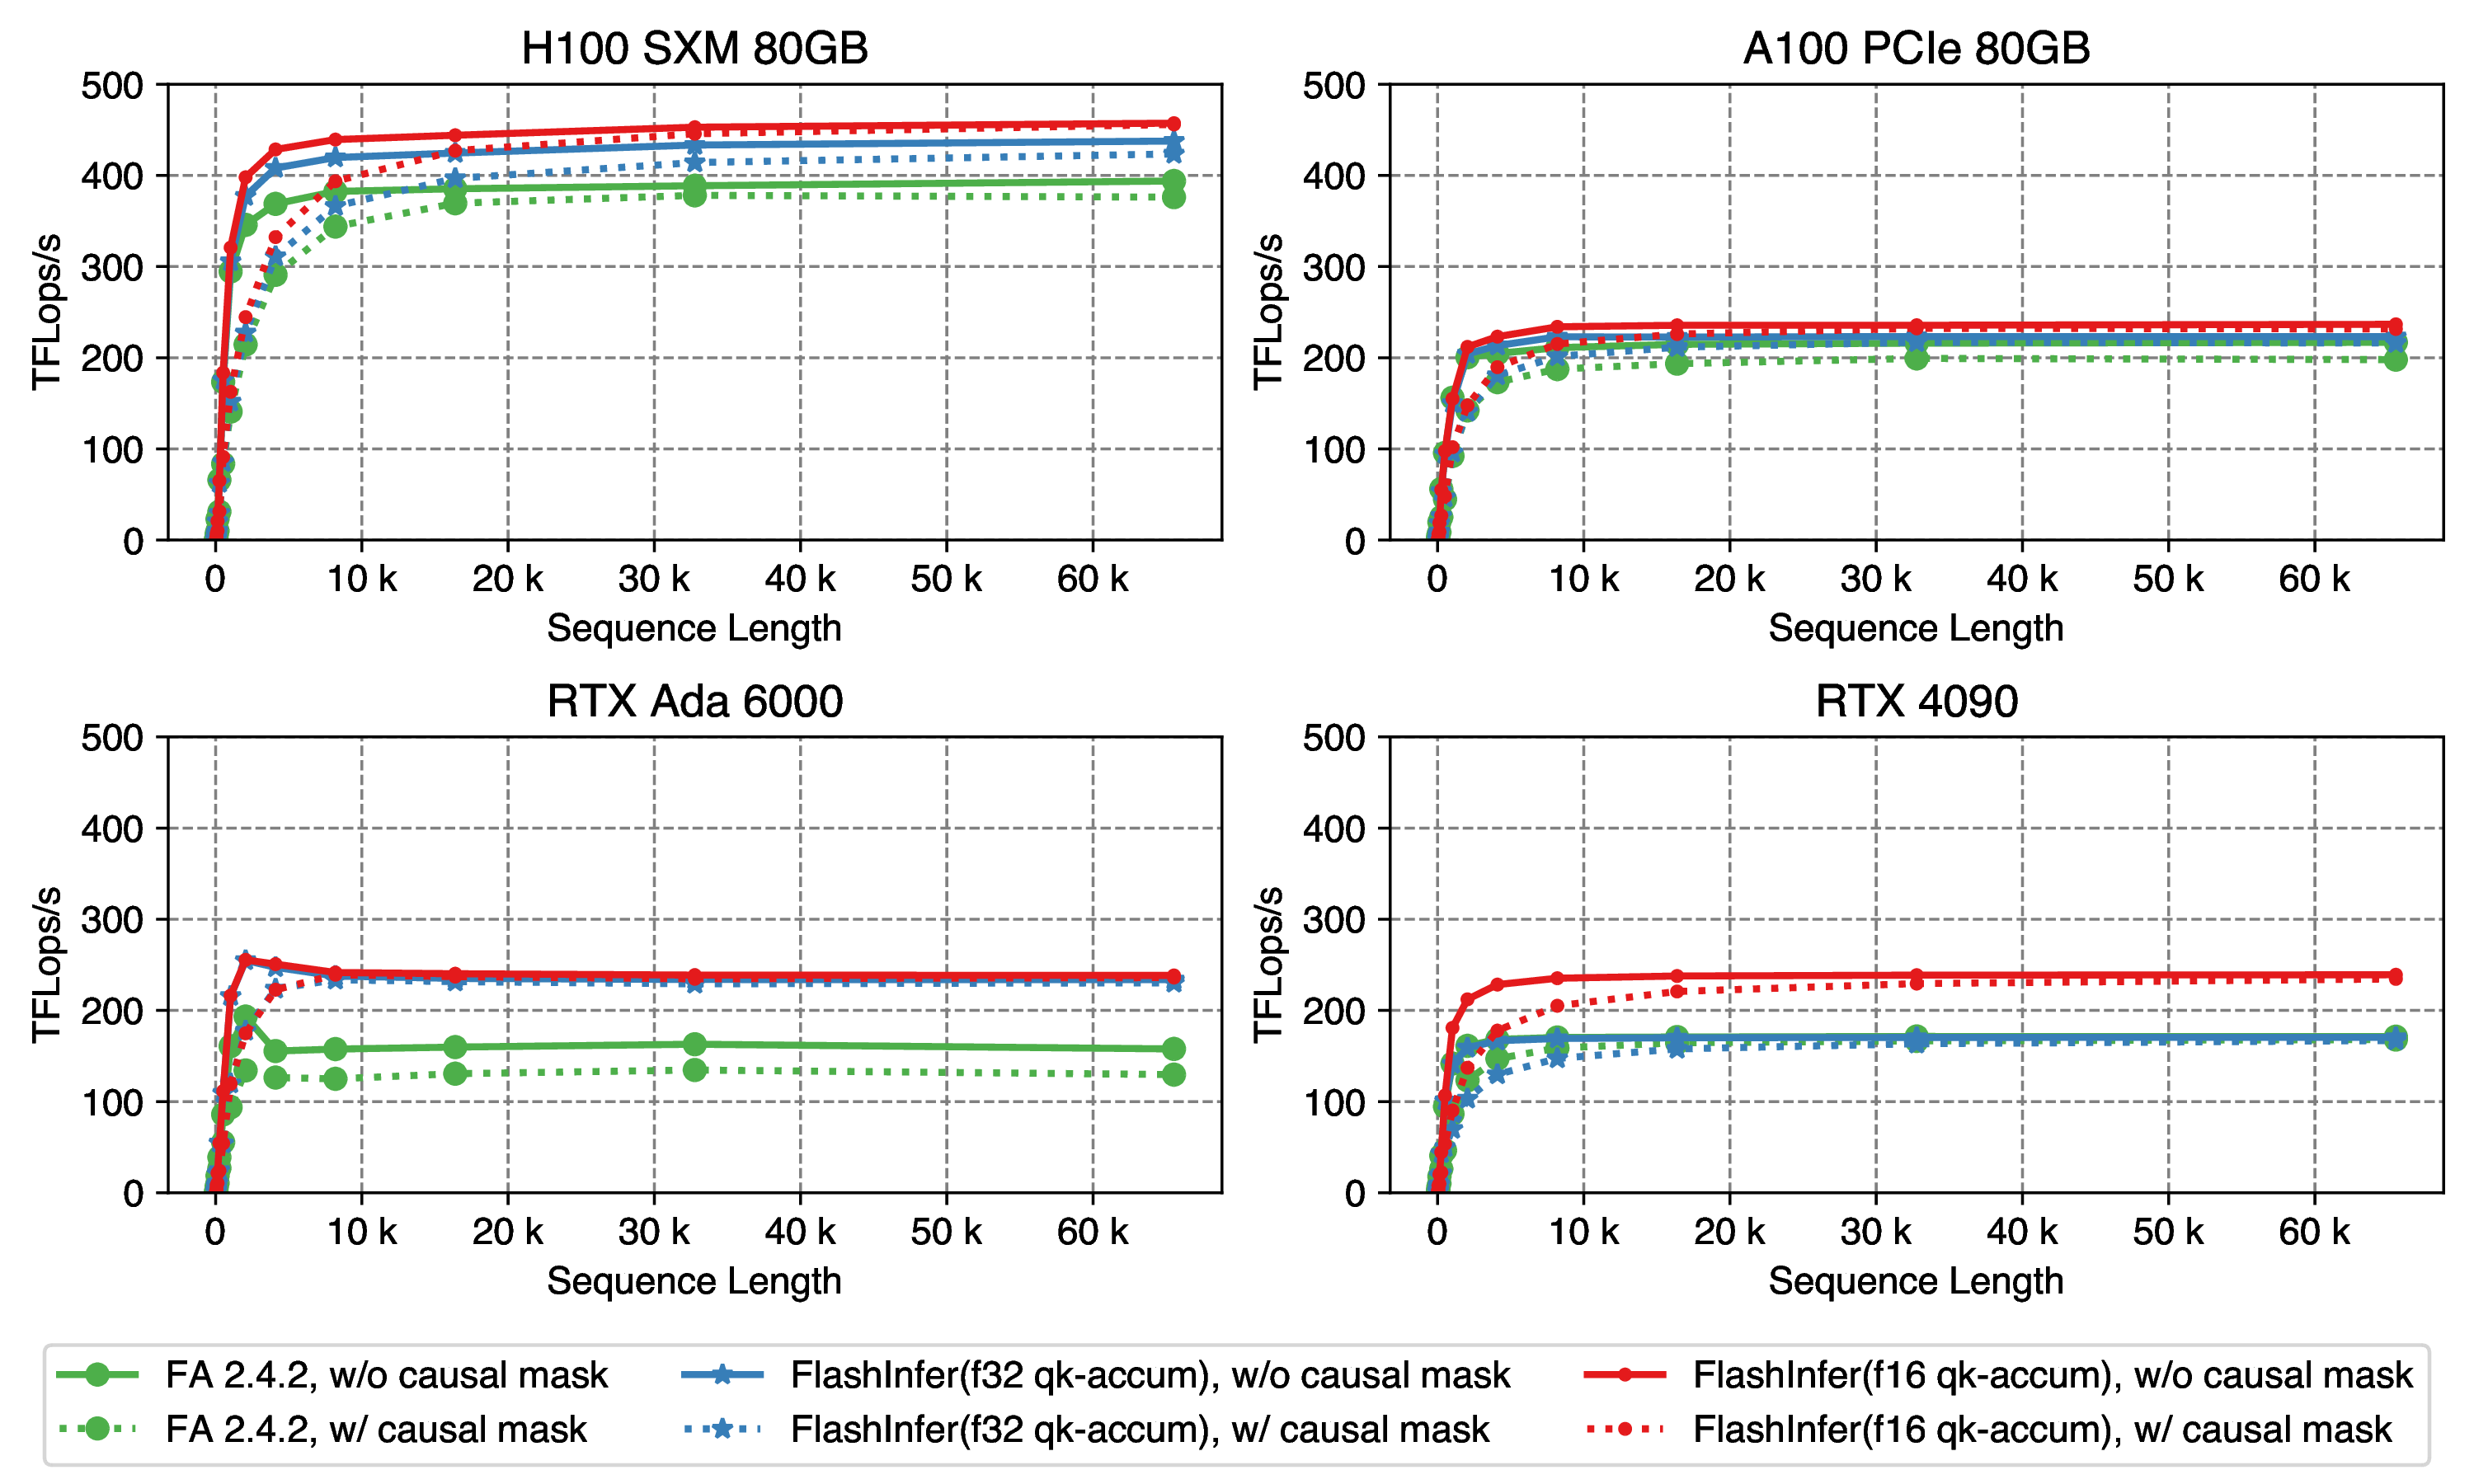 H100 SXM 80GB
500
400
300
200
100
0
TFLops/s
0 10 k 20 k 30 k 40 k 50 k 60 k
Sequence Length
A100 PCIe 80GB
500
400
300
200
100
0
TFLops/s
0 10 k 20 k 30 k 40 k 50 k 60 k
Sequence Length
RTX Ada 6000
500
400
300
200
100
0
TFLops/s
0 10 k 20 k 30 k 40 k 50 k 60 k
Sequence Length
RTX 4090
500
400
300
200
100
0
TFLops/s
0 10 k 20 k 30 k 40 k 50 k 60 k
Sequence Length
FA 2.4.2, w/o causal mask
FlashInfer(f32 qk-accum), w/o causal mask
FlashInfer(f16 qk-accum), w/o causal mask
FA 2.4.2, w/ causal mask
FlashInfer(f32 qk-accum), w/ causal mask
FlashInfer(f16 qk-accum), w/ causal mask